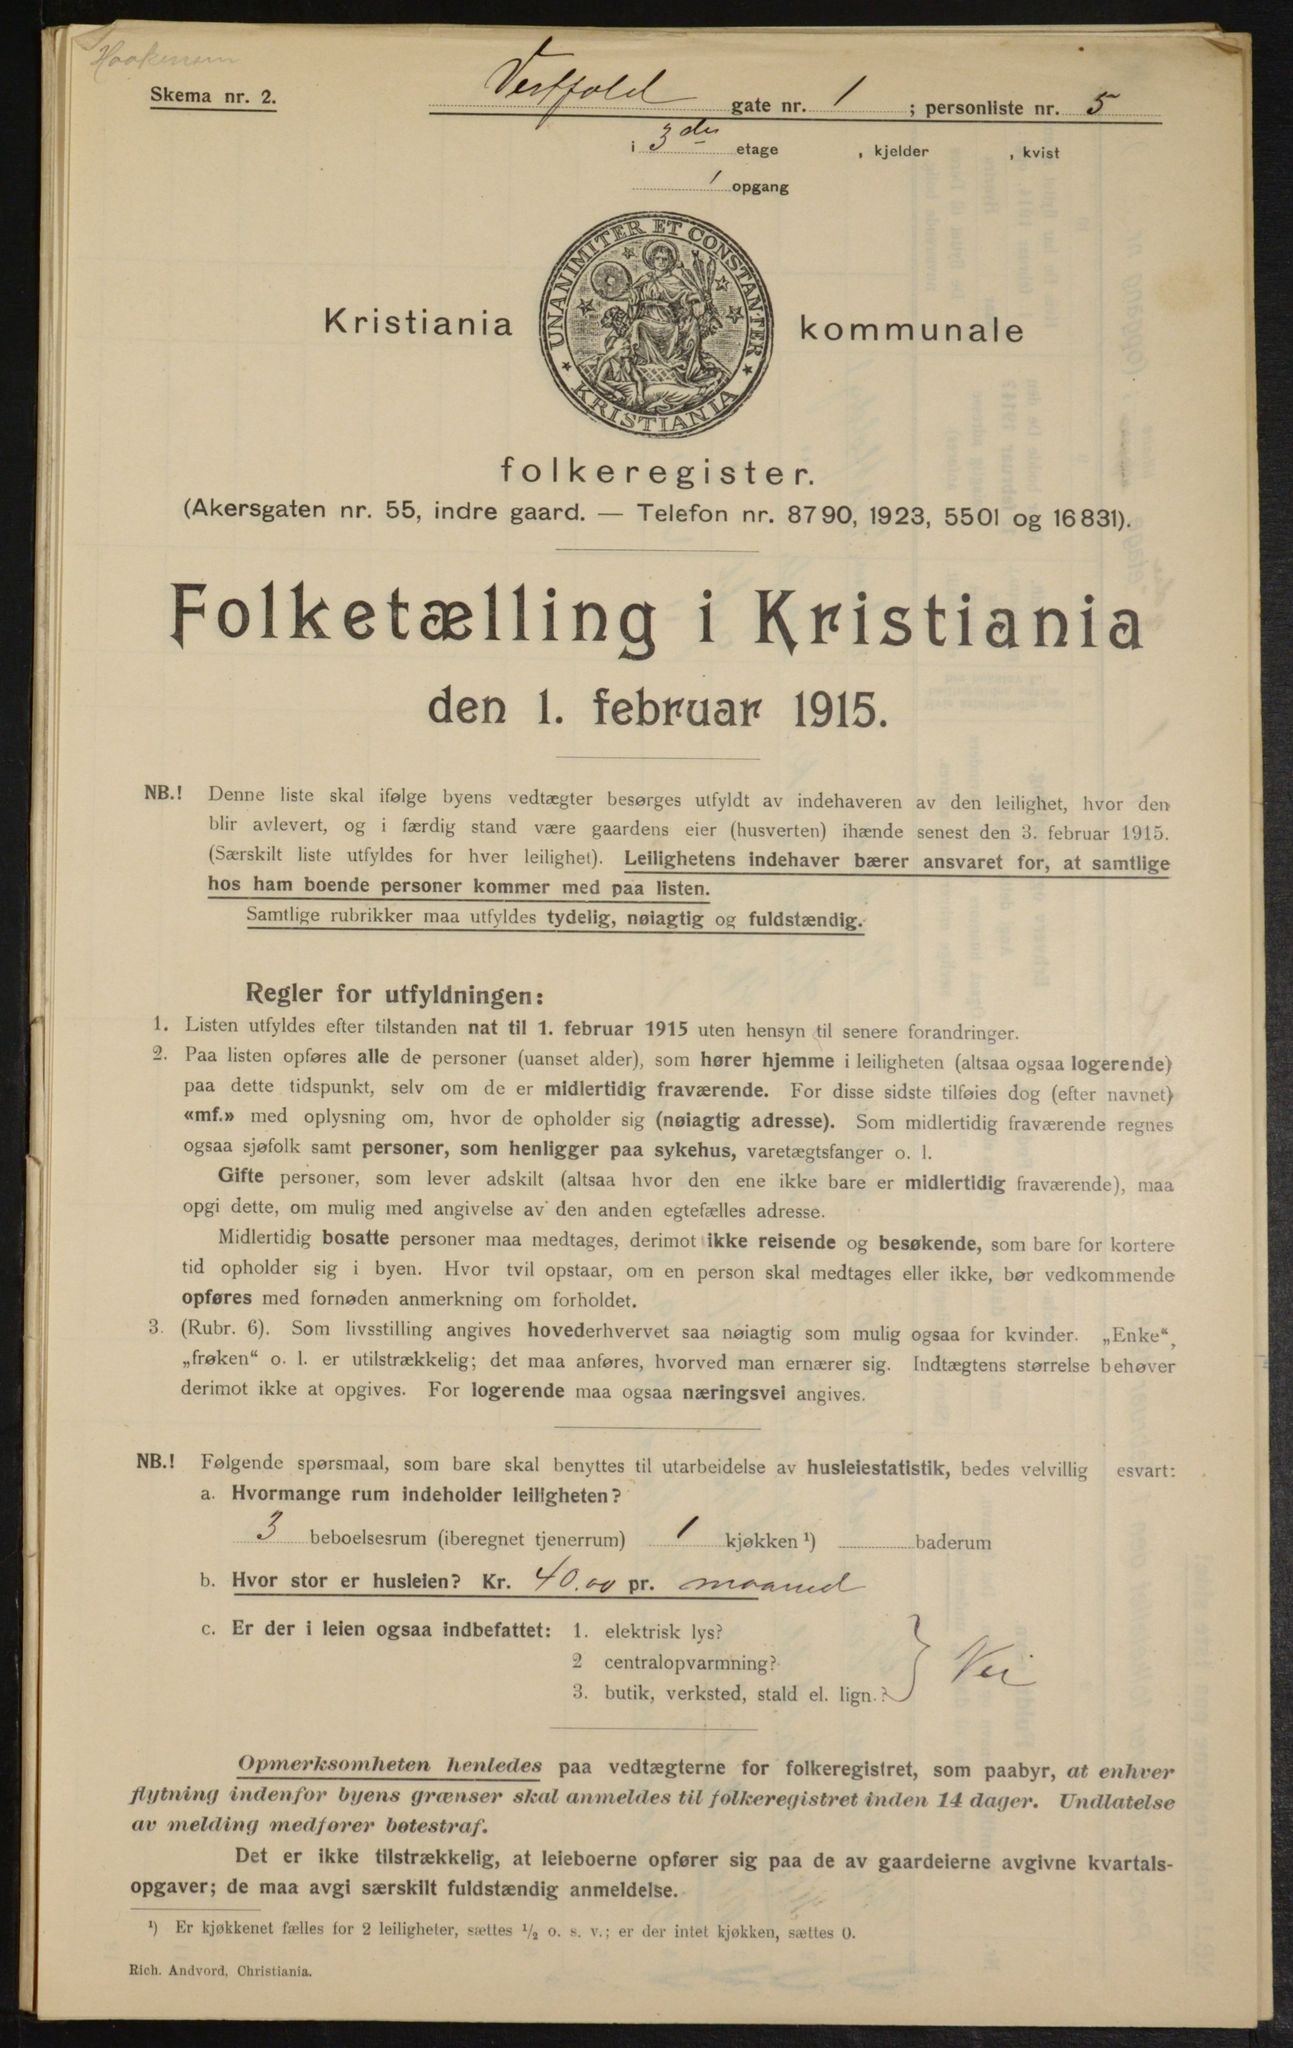 Skema nr. 2.
Vestfold gate nr. 1 ; personliste nr. 5
i 3die etage , kjelder , kvist
1 opgang
UNANIMITER ET CONSTANTER
★ KRISTIANIA ★
Kristiania kommunale
folkeregister.
(Akersgaten nr. 55, indre gaard. — Telefon nr. 8790, 1923, 5501 og 16831).
Folketælling i Kristiania
den 1. februar 1915.
NB.! Denne liste skal ifølge byens vedtægter besørges utfyldt av indehaveren av den leilighet, hvor den
blir avlevert, og i færdig stand være gaardens eier (husverten) ihænde senest den 3. februar 1915.
(Særskilt liste utfyldes for hver leilighet). Leilighetens indehaver bærer ansvaret for, at samtlige
hos ham boende personer kommer med paa listen.
Samtlige rubrikker maa utfyldes tydelig, nøiagtig og fuldstændig.
Regler for utfyldningen:
1. Listen utfyldes efter tilstanden nat til 1. februar 1915 uten hensyn til senere forandringer.
2. Paa listen opføres alle de personer (uanset alder), som hører hjemme i leiligheten (altsaa ogsaa logerende)
paa dette tidspunkt, selv om de er midlertidig fraværende. For disse sidste tilføies dog (efter navnet)
«mf.» med oplysning om, hvor de opholder sig (nøiagtig adresse). Som midlertidig fraværende regnes
ogsaa sjøfolk samt personer, som henligger paa sykehus, varetægtsfanger o. l.
Gifte personer, som lever adskilt (altsaa hvor den ene ikke bare er midlertidig fraværende), maa
opgi dette, om mulig med angivelse av den anden egtefælles adresse.
Midlertidig bosatte personer maa medtages, derimot ikke reisende og besøkende, som bare for kortere
tid opholder sig i byen. Hvor tvil opstaar, om en person skal medtages eller ikke, bør vedkommende
opføres med fornøden anmerkning om forholdet.
3. (Rubr. 6). Som livsstilling angives hovederhvervet saa nøiagtig som mulig ogsaa for kvinder. „Enke“,
„frøken“ o. l. er utilstrækkelig; det maa anføres, hvorved man ernærer sig. Indtægtens størrelse behøver
derimot ikke at opgives. For logerende maa ogsaa næringsvei angives.
NB.! Følgende spørsmaal, som bare skal benyttes til utarbeidelse av husleiestatistik, bedes velvillig esvart:
a. Hvormange rum indeholder leiligheten?
3 beboelsesrum (iberegnet tjenerrum) 1 kjøkken ¹) baderum
b. Hvor stor er husleien? Kr. 40.00 pr. maaned
c. Er der i leien ogsaa indbefattet: 1. elektrisk lys?
2 centralopvarmning?
3. butik, verksted, stald el. lign.? } Nei
Opmerksomheten henledes paa vedtægterne for folkeregistret, som paabyr, at enhver
flytning indenfor byens grænser skal anmeldes til folkeregistret inden 14 dager. Undlatelse
av melding medfører bøtestraf.
Det er ikke tilstrækkelig, at leieboerne opfører sig paa de av gaardeierne avgivne kvartals-
opgaver; de maa avgi særskilt fuldstændig anmeldelse.
¹) Er kjøkkenet fælles for 2 leiligheter, sættes ½ o. s. v.; er der intet kjøkken, sættes 0.
Rich. Andvord, Christiania.